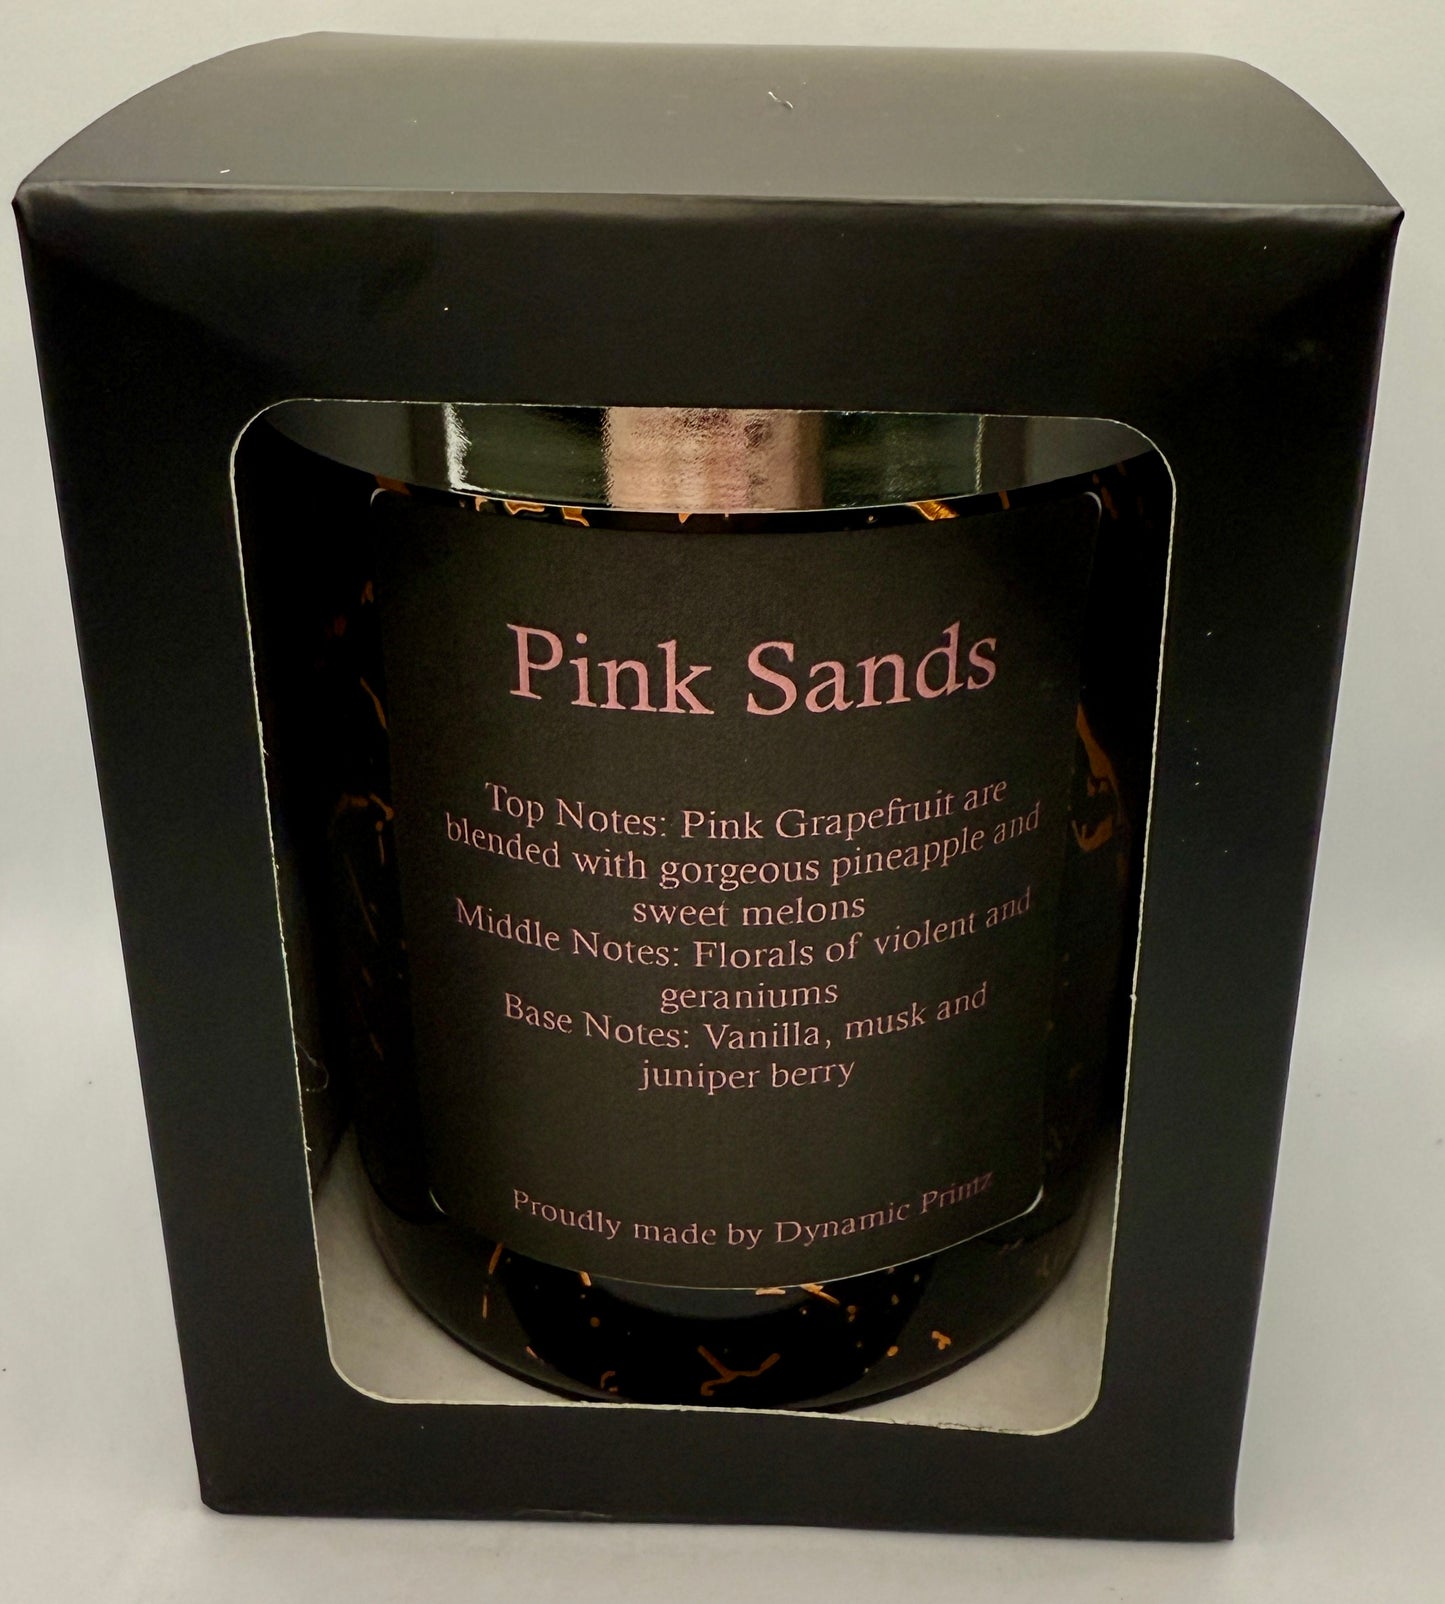 Pink Sands
Top Notes: Pink Grapefruit are
blended with gorgeous pineapple and
sweet melons
Middle Notes: Florals of violent and
geraniums
Base Notes: Vanilla, musk and
juniper berry
Proudly made by Dynamic Printz